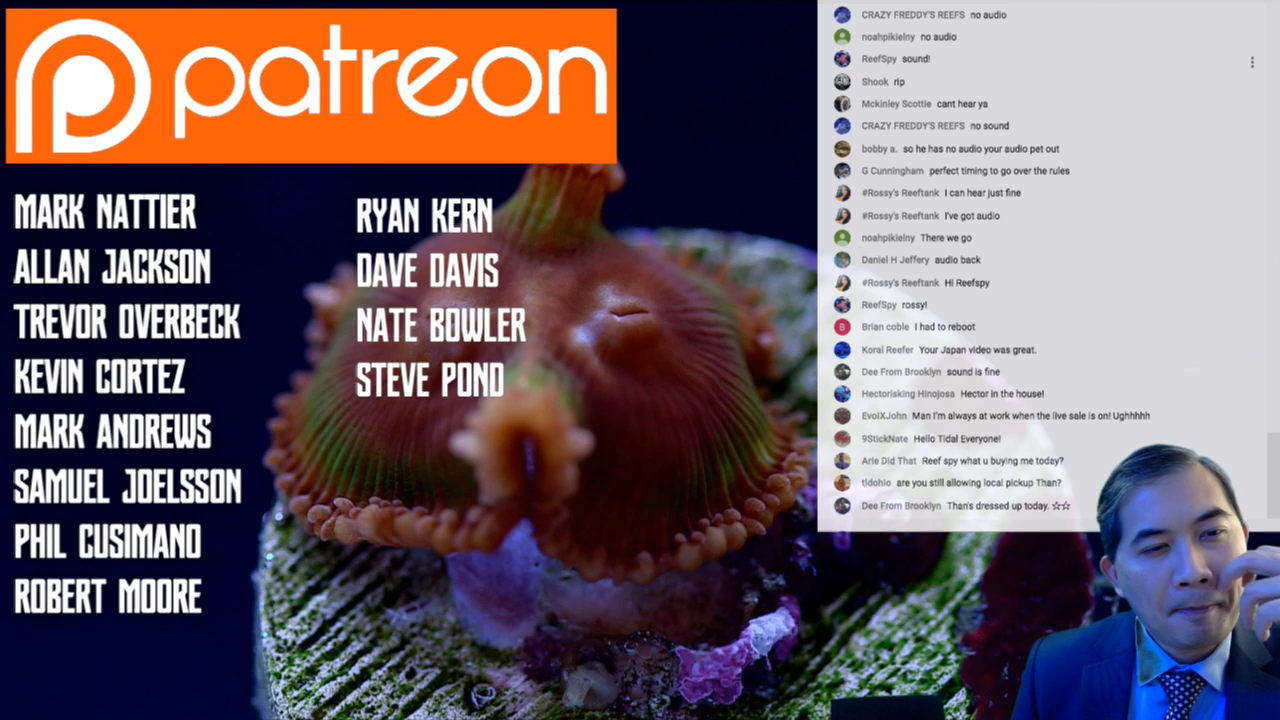 patreon
MARK NATTIER
ALLAN JACKSON
TREVOR OVERBECK
KEVIN CORTEZ
MARK ANDREWS
SAMUEL JOELSSON
PHIL CUSIMANO
ROBERT MOORE
RYAN KERN
DAVE DAVIS
NATE BOWLER
STEVE POND
CRAZY FREDDY'S REEFS no audio
noahpikielny no audio
ReefSpy sound!
Shook rip
Mckinley Scottie cant hear ya
CRAZY FREDDY'S REEFS no sound
bobby a. so he has no audio your audio pet out
G Cunningham perfect timing to go over the rules
#Rossy's Reeftank I can hear just fine
#Rossy's Reeftank I've got audio
noahpikielny There we go
Daniel H Jeffery audio back
#Rossy's Reeftank Hi Reefspy
ReefSpy rossy!
B Brian coble I had to reboot
Koral Reefer Your Japan video was great.
Dee From Brooklyn sound is fine
Hectorisking Hinojosa Hector in the house!
EvolXJohn Man I'm always at work when the live sale is on! Ughhhhh
9StickNate Hello Tidal Everyone!
Arie Did That Reef spy what u buying me today?
tidohio are you still allowing local pickup Than?
Dee From Brooklyn Than's dressed up today. ☆☆